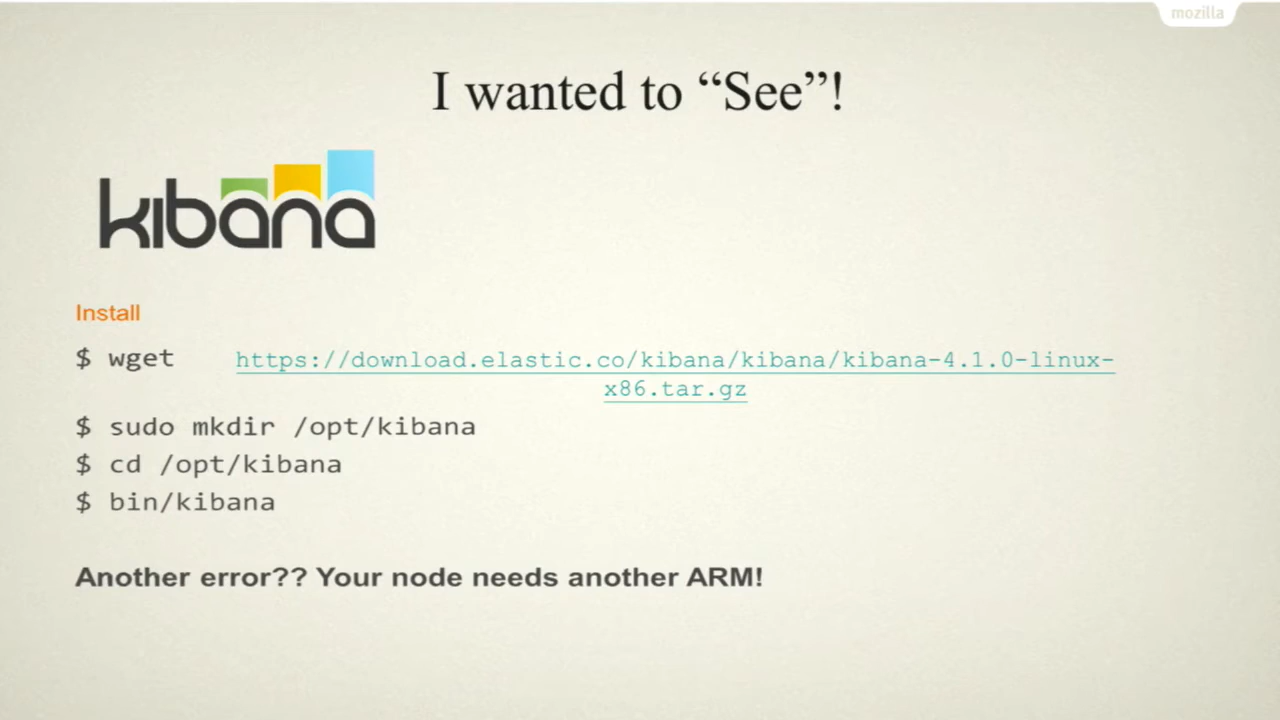 mozilla
I wanted to “See”!
kibana
Install
$ wget https://download.elastic.co/kibana/kibana/kibana-4.1.0-linux-
x86.tar.gz
$ sudo mkdir /opt/kibana
$ cd /opt/kibana
$ bin/kibana
Another error?? Your node needs another ARM!